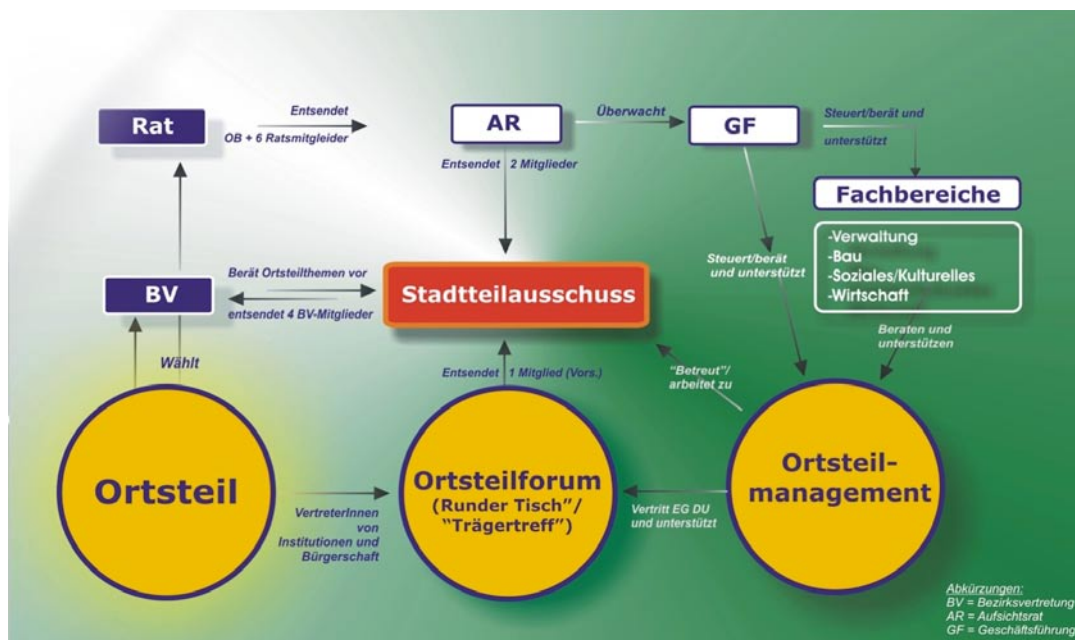 Rat
Entsendet
OB + 6 Ratsmitgleider
AR
Überwacht
GF
Steuert/berät und
unterstützt
Entsendet 2 Mitglieder
Fachbereiche
-Verwaltung
-Bau
-Soziales/Kulturelles
-Wirtschaft
Steuert/berät
und unterstützt
BV
Berät Ortsteilthemen vor
entsendet 4 BV-Mitglieder
Stadtteilausschuss
Beraten und
unterstützen
Wählt
Entsendet 1 Mitglied (Vors.)
“Betreut”/
arbeitet zu
Ortsteil
Ortsteilforum
(Runder Tisch”/
“Trägertreff”)
Ortsteil-
management
VertreterInnen
von
Institutionen und
Bürgerschaft
Vertritt EG DU
und unterstützt
Abkürzungen:
BV = Bezirksvertretung
AR = Aufsichtsrat
GF = Geschäftsführung